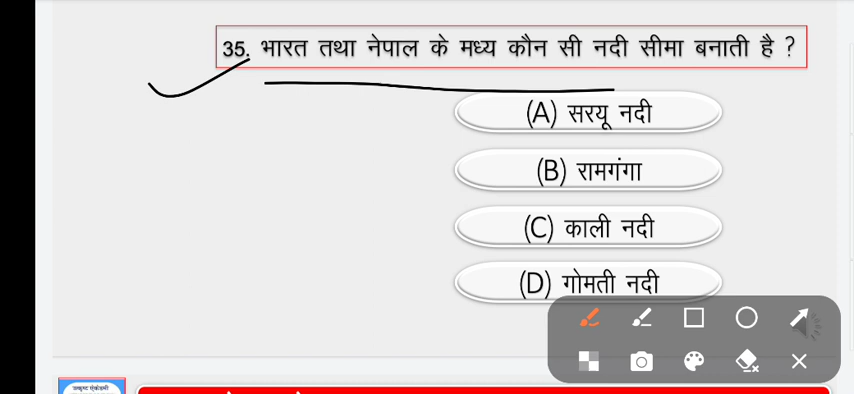 35. भारत तथा नेपाल के मध्य कौन सी नदी सीमा बनाती है ?
(A) सरयू नदी
(B) रामगंगा
(C) काली नदी
(D) गोमती नदी